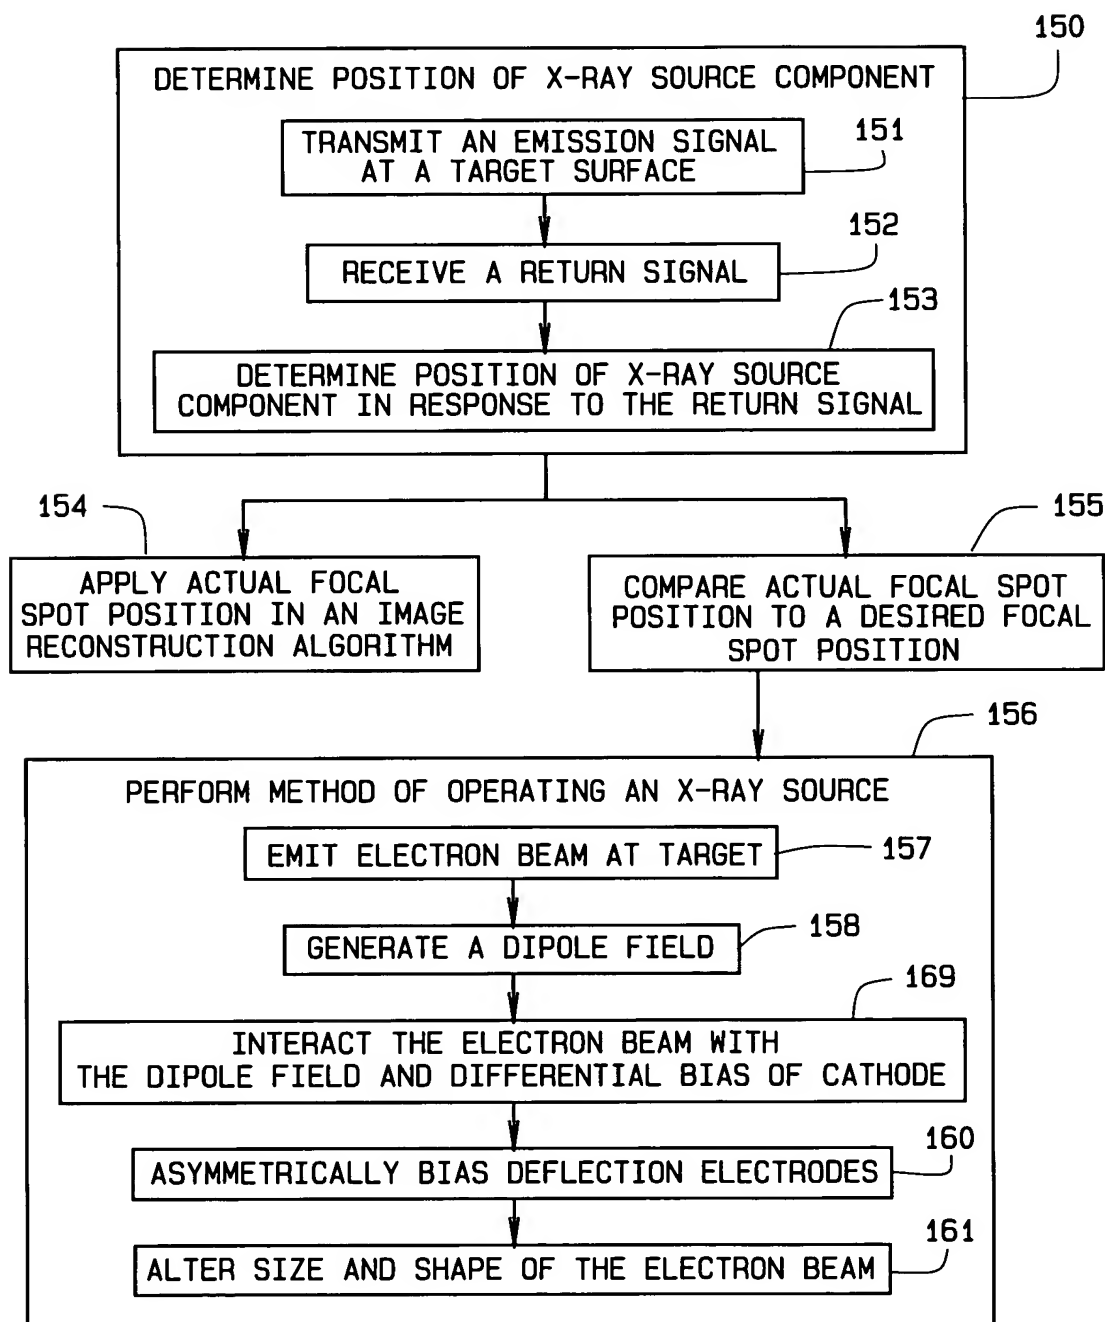 150
DETERMINE POSITION OF X-RAY SOURCE COMPONENT
TRANSMIT AN EMISSION SIGNAL
AT A TARGET SURFACE
151
152
RECEIVE A RETURN SIGNAL
153
DETERMINE POSITION OF X-RAY SOURCE
COMPONENT IN RESPONSE TO THE RETURN SIGNAL
154
155
APPLY ACTUAL FOCAL
SPOT POSITION IN AN IMAGE
RECONSTRUCTION ALGORITHM
COMPARE ACTUAL FOCAL SPOT
POSITION TO A DESIRED FOCAL
SPOT POSITION
156
PERFORM METHOD OF OPERATING AN X-RAY SOURCE
EMIT ELECTRON BEAM AT TARGET
157
GENERATE A DIPOLE FIELD
158
169
INTERACT THE ELECTRON BEAM WITH
THE DIPOLE FIELD AND DIFFERENTIAL BIAS OF CATHODE
ASYMMETRICALLY BIAS DEFLECTION ELECTRODES
160
ALTER SIZE AND SHAPE OF THE ELECTRON BEAM
161